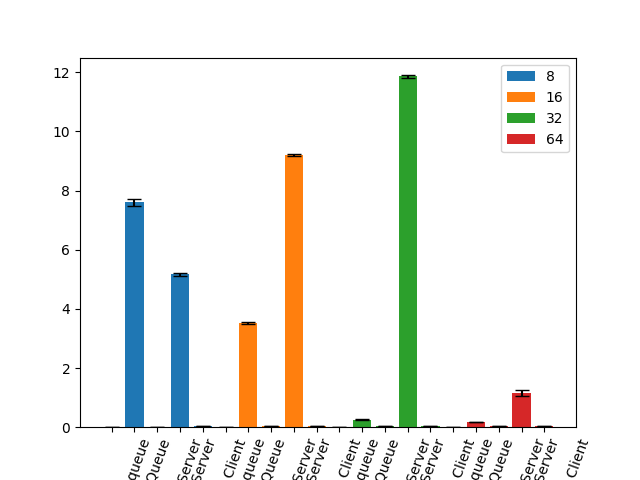 12
10
8
6
4
2
0
8
16
32
64
queue
Queue
Server
Server
Client
queue
Queue
Server
Server
Client
queue
Queue
Server
Server
Client
queue
Queue
Server
Server
Client